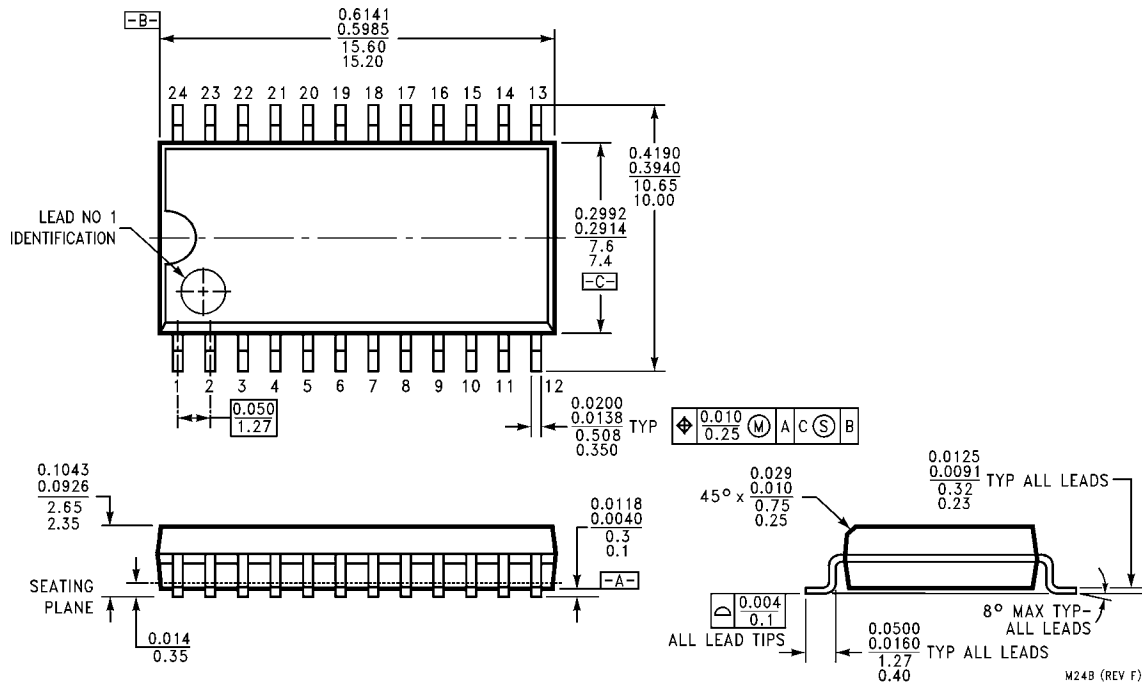 -B-
0.6141
0.5985
15.60
15.20
24 23 22 21 20 19 18 17 16 15 14 13
0.4190
0.3940
10.65
10.00
LEAD NO 1
IDENTIFICATION
0.2992
0.2914
7.6
7.4
-C-
1 2 3 4 5 6 7 8 9 10 11 12
0.050
1.27
0.0200
0.0138
0.508
0.350
TYP
⌖ 0.010 0.25 Ⓜ A C Ⓢ B
0.1043
0.0926
2.65
2.35
0.0118
0.0040
0.3
0.1
-A-
SEATING
PLANE
0.014
0.35
45° x
0.029
0.010
0.75
0.25
0.0125
0.0091
0.32
0.23
TYP ALL LEADS
0.004
0.1
ALL LEAD TIPS
8° MAX TYP-
ALL LEADS
0.0500
0.0160
1.27
0.40
TYP ALL LEADS
M24B (REV F)